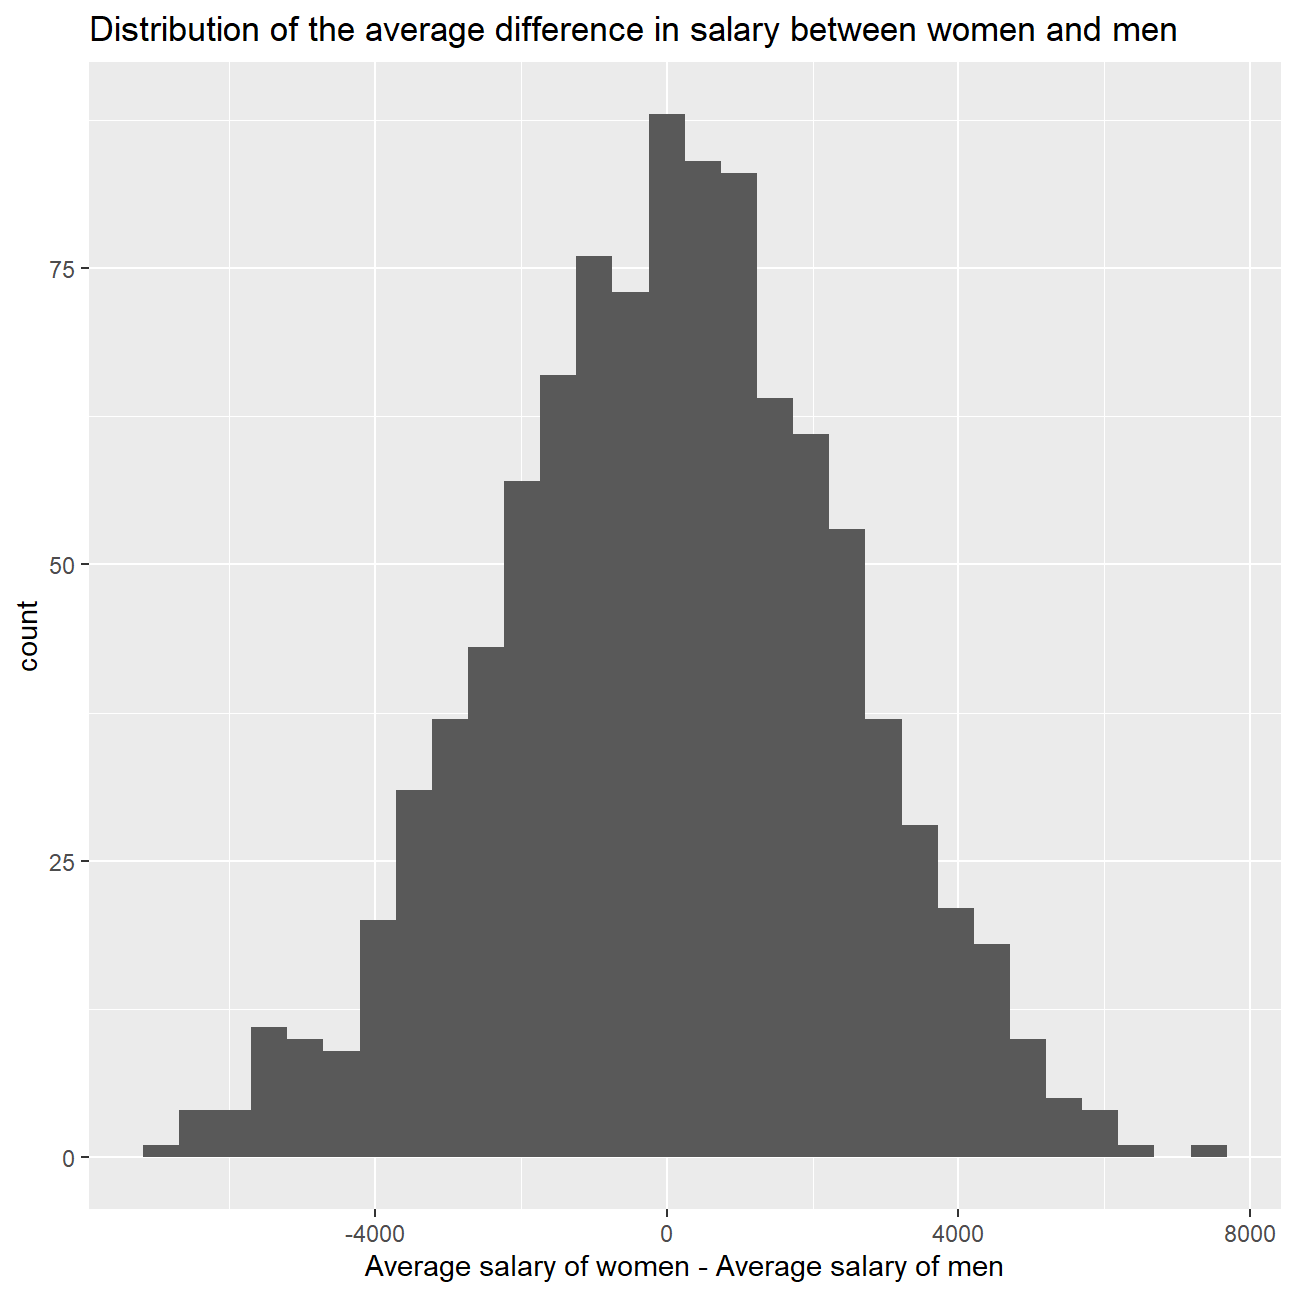 Distribution of the average difference in salary between women and men
count
75
50
25
0
-4000
0
4000
8000
Average salary of women - Average salary of men